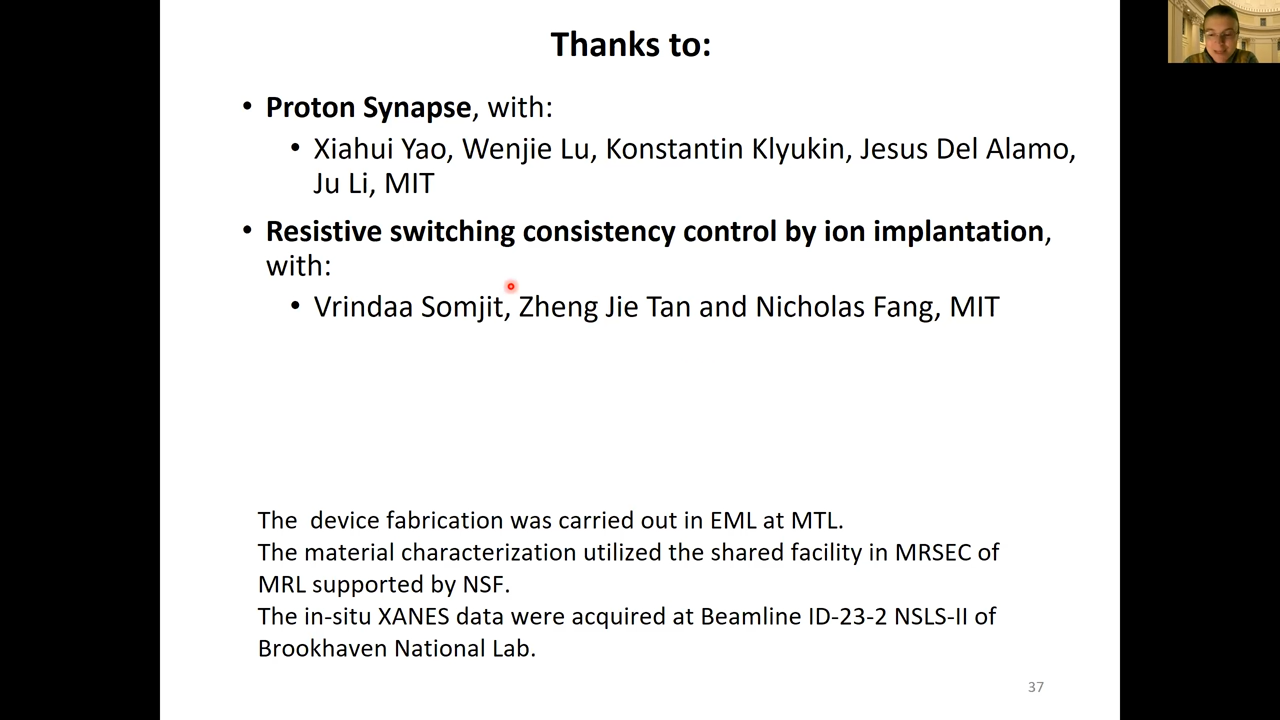 Thanks to:
• Proton Synapse, with:
• Xiahui Yao, Wenjie Lu, Konstantin Klyukin, Jesus Del Alamo,
Ju Li, MIT
• Resistive switching consistency control by ion implantation,
with:
• Vrindaa Somjit, Zheng Jie Tan and Nicholas Fang, MIT
The  device fabrication was carried out in EML at MTL.
The material characterization utilized the shared facility in MRSEC of
MRL supported by NSF.
The in-situ XANES data were acquired at Beamline ID-23-2 NSLS-II of
Brookhaven National Lab.
37